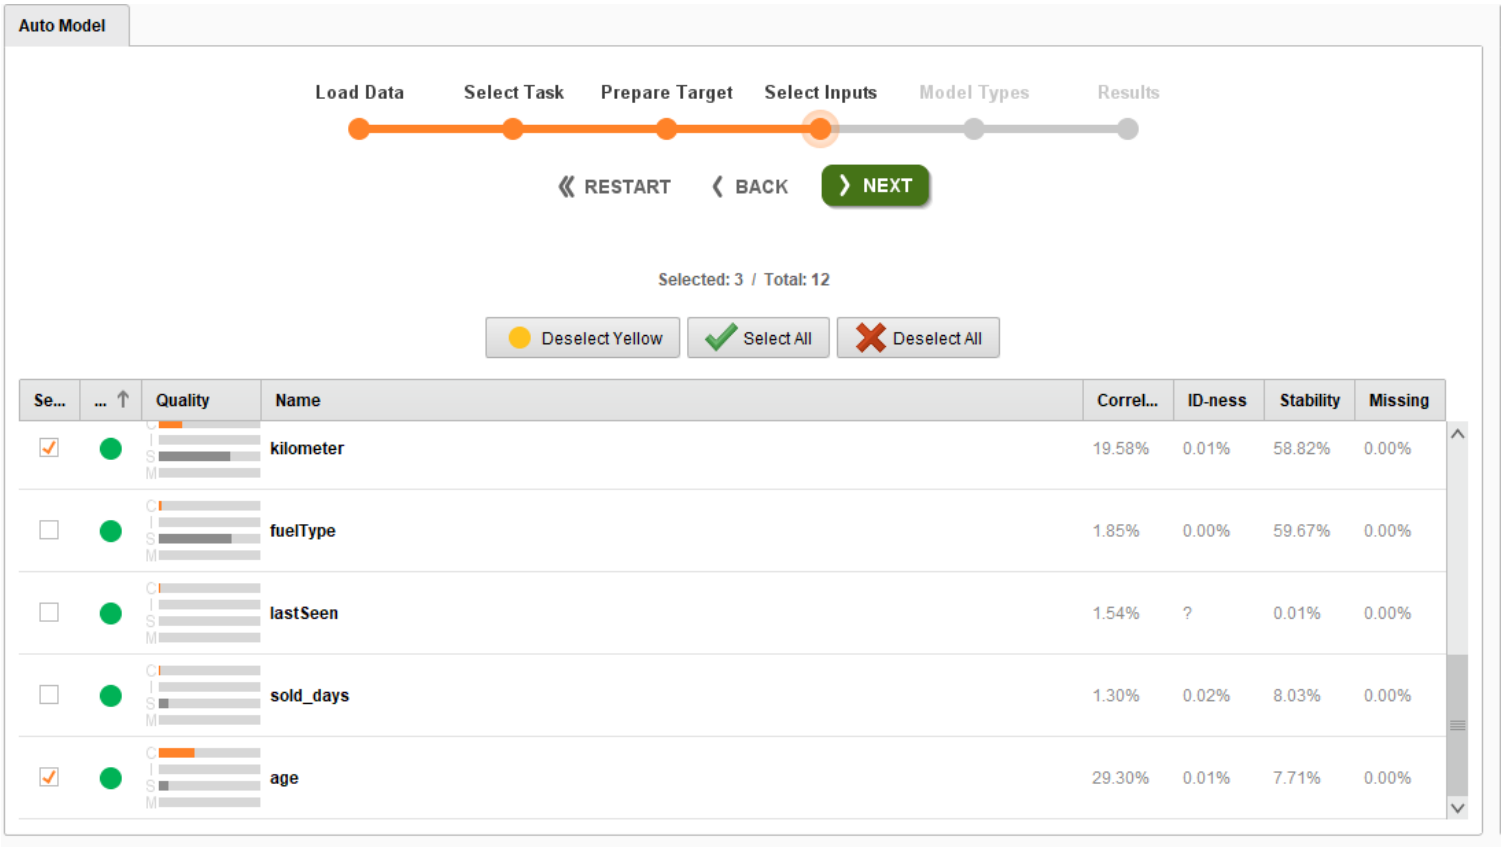 Auto Model
Load Data Select Task Prepare Target Select Inputs Model Types Results
RESTART BACK NEXT
Selected: 3 / Total: 12
Deselect Yellow Select All Deselect All
Se... ... Quality Name Correl... ID-ness Stability Missing
C
I
S
M
kilometer 19.58% 0.01% 58.82% 0.00%
C
I
S
M
fuelType 1.85% 0.00% 59.67% 0.00%
C
I
S
M
lastSeen 1.54% ? 0.01% 0.00%
C
I
S
M
sold_days 1.30% 0.02% 8.03% 0.00%
C
I
S
M
age 29.30% 0.01% 7.71% 0.00%